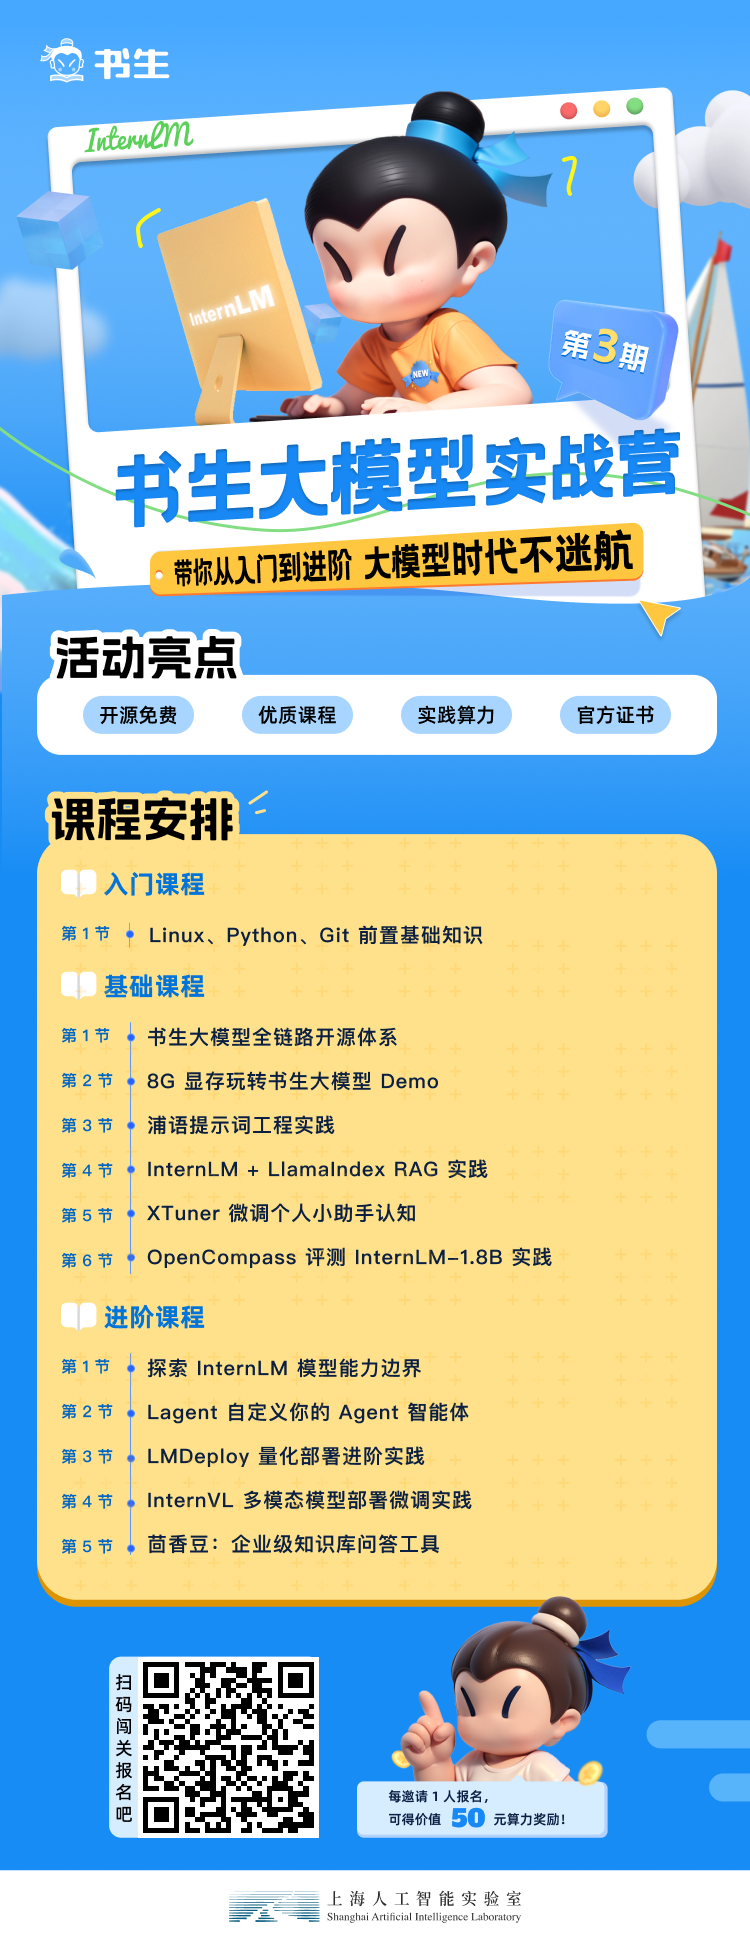 书生
InternLM
InternLM
NEW
第3期
书生大模型实战营
带你从入门到进阶 大模型时代不迷航
活动亮点
开源免费 优质课程 实践算力 官方证书
课程安排
入门课程
第 1 节 Linux、Python、Git 前置基础知识
基础课程
第 1 节 书生大模型全链路开源体系
第 2 节 8G 显存玩转书生大模型 Demo
第 3 节 浦语提示词工程实践
第 4 节 InternLM + LlamaIndex RAG 实践
第 5 节 XTuner 微调个人小助手认知
第 6 节 OpenCompass 评测 InternLM-1.8B 实践
进阶课程
第 1 节 探索 InternLM 模型能力边界
第 2 节 Lagent 自定义你的 Agent 智能体
第 3 节 LMDeploy 量化部署进阶实践
第 4 节 InternVL 多模态模型部署微调实践
第 5 节 茴香豆：企业级知识库问答工具
扫码闯关报名吧
每邀请 1 人报名，
可得价值 50 元算力奖励！
上海人工智能实验室
Shanghai Artificial Intelligence Laboratory